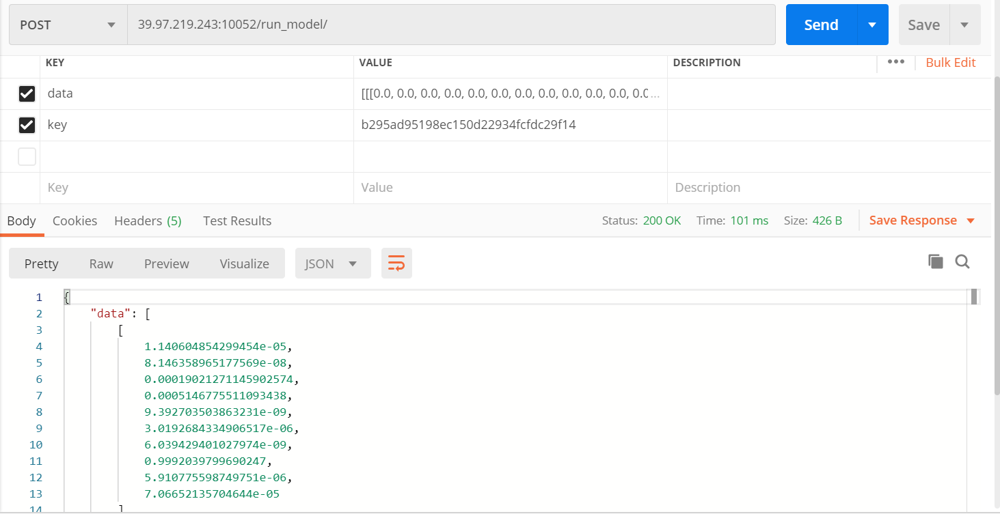 POST 39.97.219.243:10052/run_model/ Send Save
KEY VALUE DESCRIPTION ••• Bulk Edit
data [[[0.0, 0.0, 0.0, 0.0, 0.0, 0.0, 0.0, 0.0, 0.0, 0.0, 0.0, 0.0...
key b295ad95198ec150d22934fcfdc29f14
Key Value Description
Body Cookies Headers (5) Test Results Status: 200 OK Time: 101 ms Size: 426 B Save Response
Pretty Raw Preview Visualize JSON
1 {
2 "data": [
3 [
4 1.140604854299454e-05,
5 8.146358965177569e-08,
6 0.00019021271145902574,
7 0.0005146775511093438,
8 9.392703503863231e-09,
9 3.0192684334906517e-06,
10 6.039429401027974e-09,
11 0.9992039799690247,
12 5.910775598749751e-06,
13 7.06652135704644e-05
14 ]